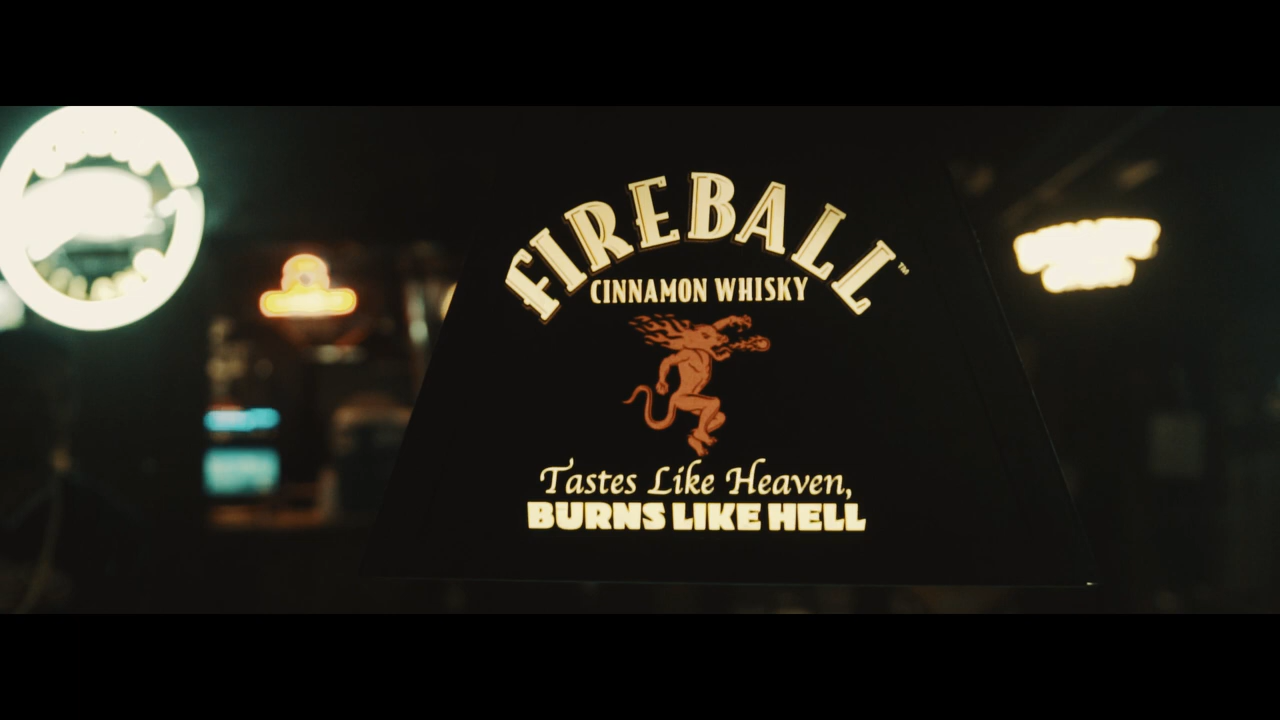 FIREBALL™
CINNAMON WHISKY
Tastes Like Heaven,
BURNS LIKE HELL